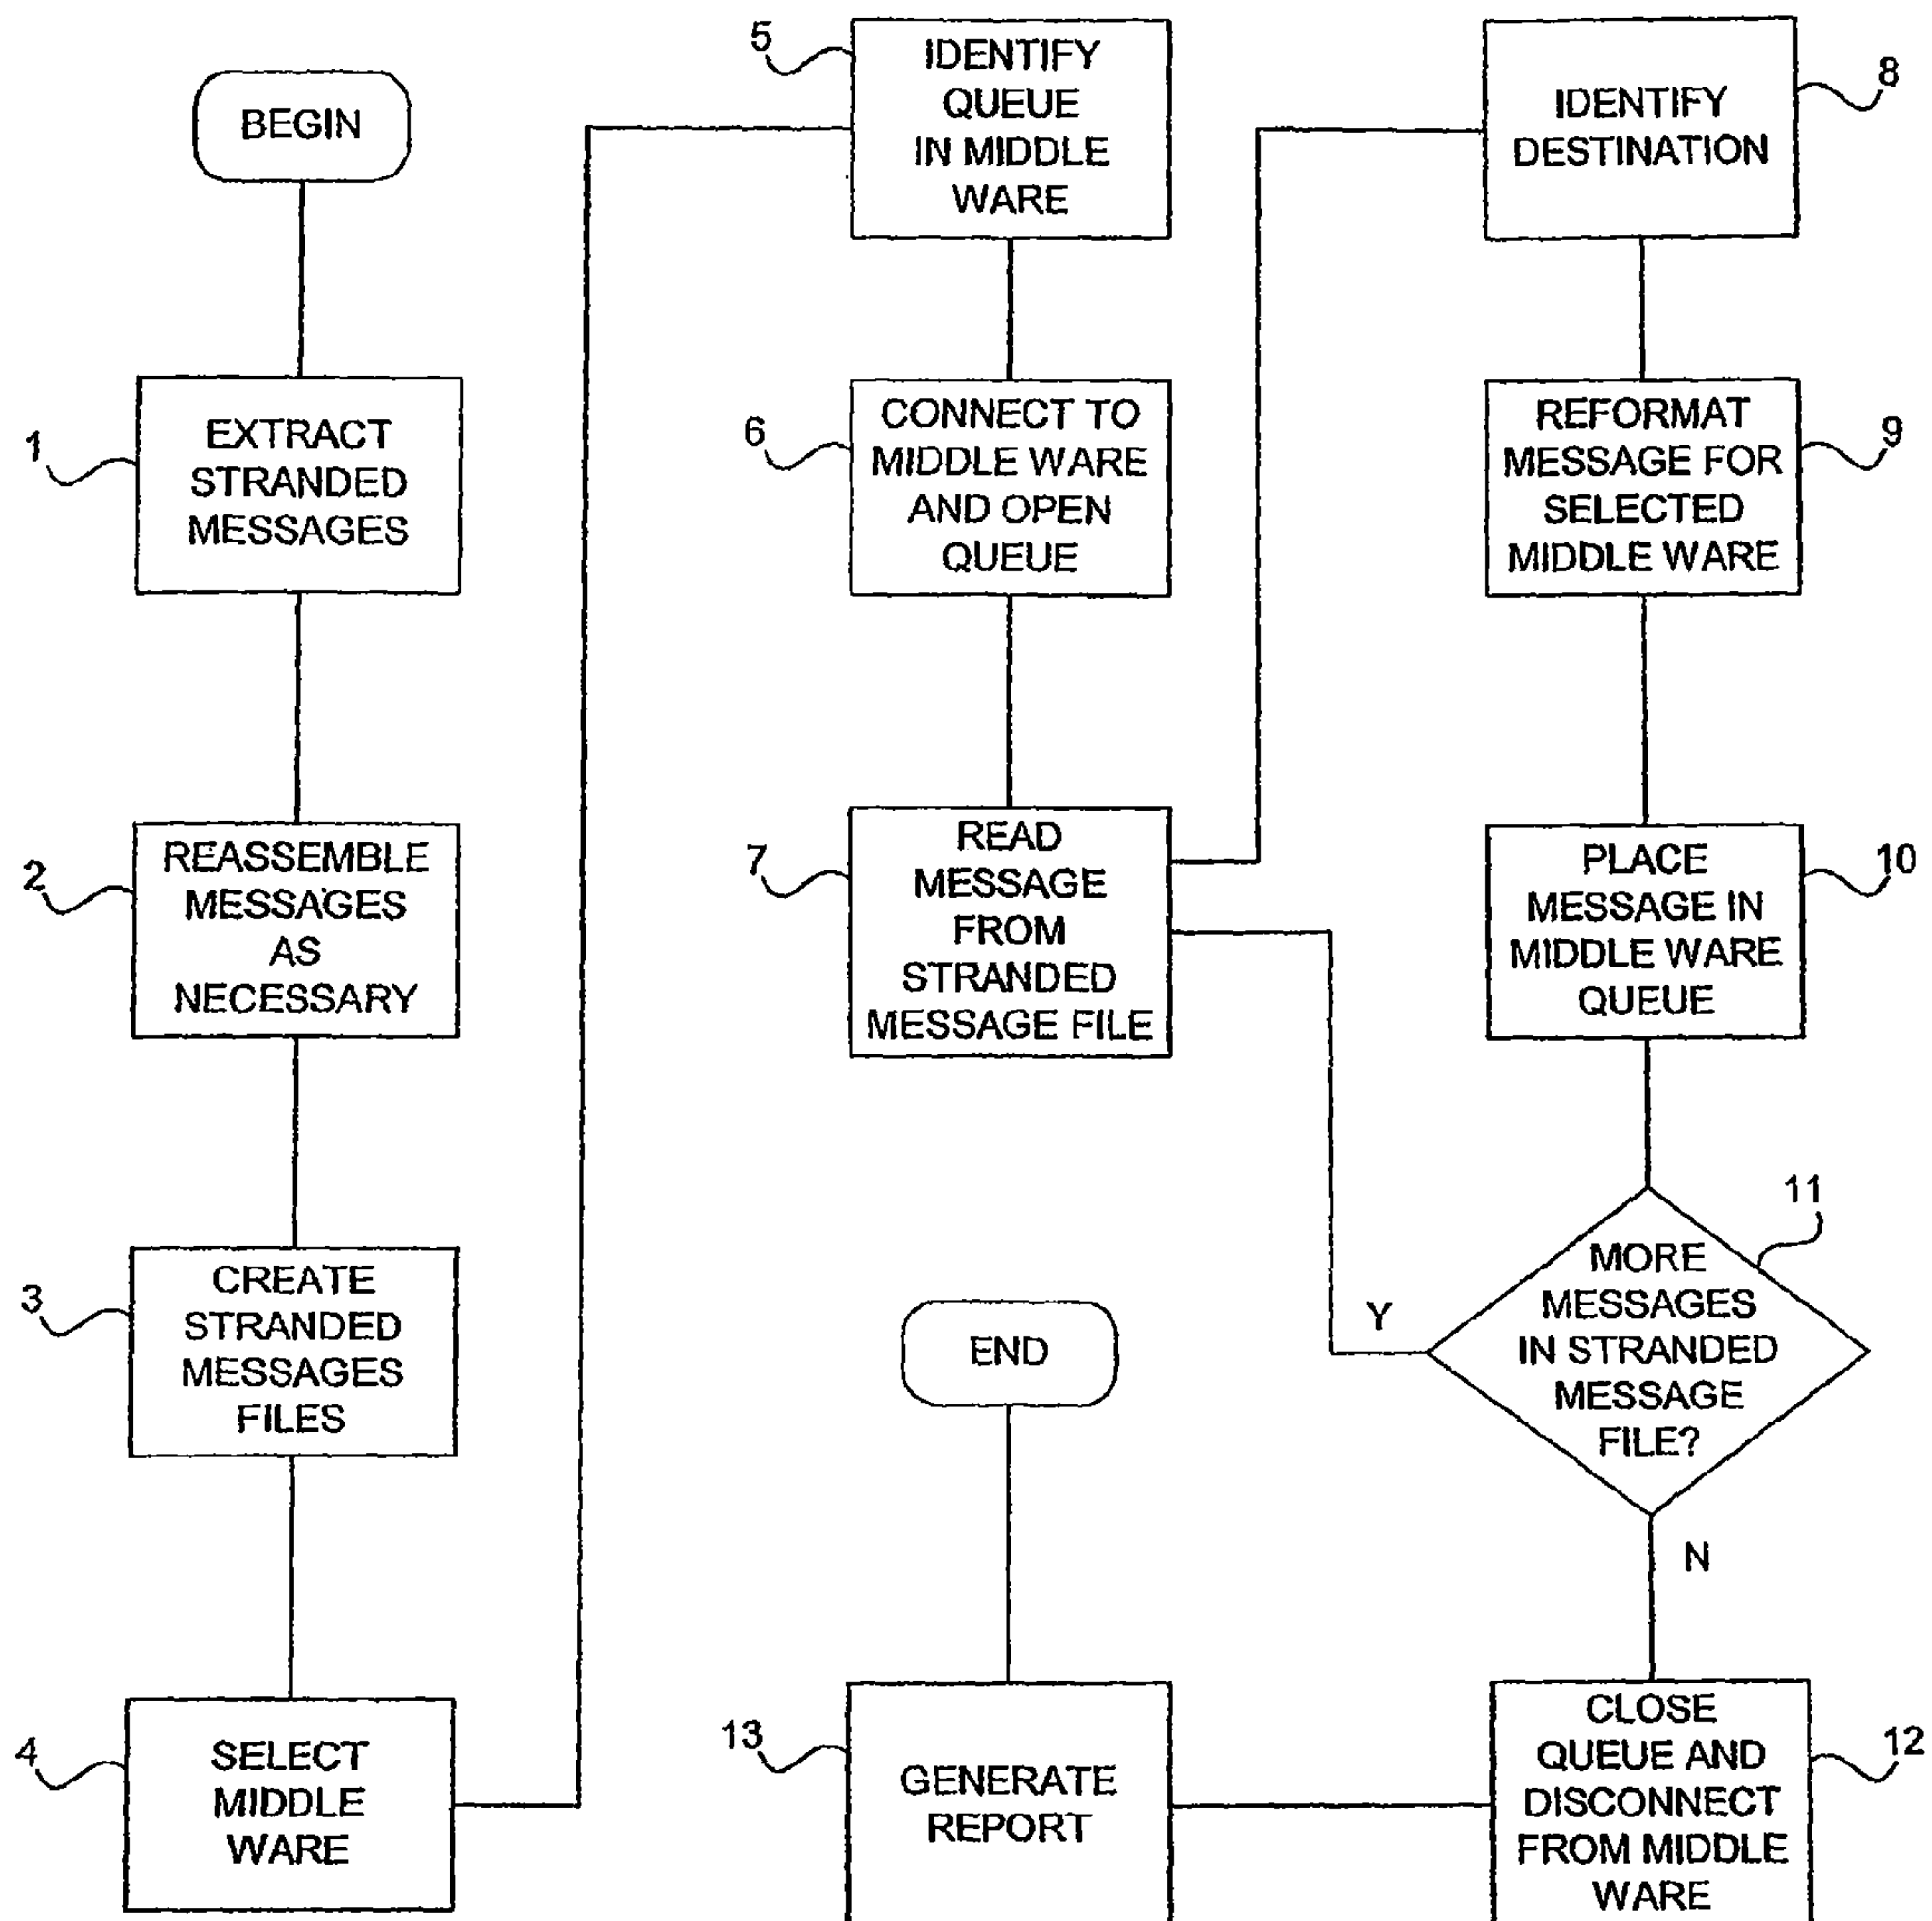 BEGIN
1
EXTRACT
STRANDED
MESSAGES
2
REASSEMBLE
MESSAGES
AS
NECESSARY
3
CREATE
STRANDED
MESSAGES
FILES
4
SELECT
MIDDLE
WARE
5
IDENTIFY
QUEUE
IN MIDDLE
WARE
6
CONNECT TO
MIDDLE WARE
AND OPEN
QUEUE
7
READ
MESSAGE
FROM
STRANDED
MESSAGE FILE
8
IDENTIFY
DESTINATION
9
REFORMAT
MESSAGE FOR
SELECTED
MIDDLE WARE
10
PLACE
MESSAGE IN
MIDDLE WARE
QUEUE
11
MORE
MESSAGES
IN STRANDED
MESSAGE
FILE?
Y
N
12
CLOSE
QUEUE AND
DISCONNECT
FROM MIDDLE
WARE
13
GENERATE
REPORT
END